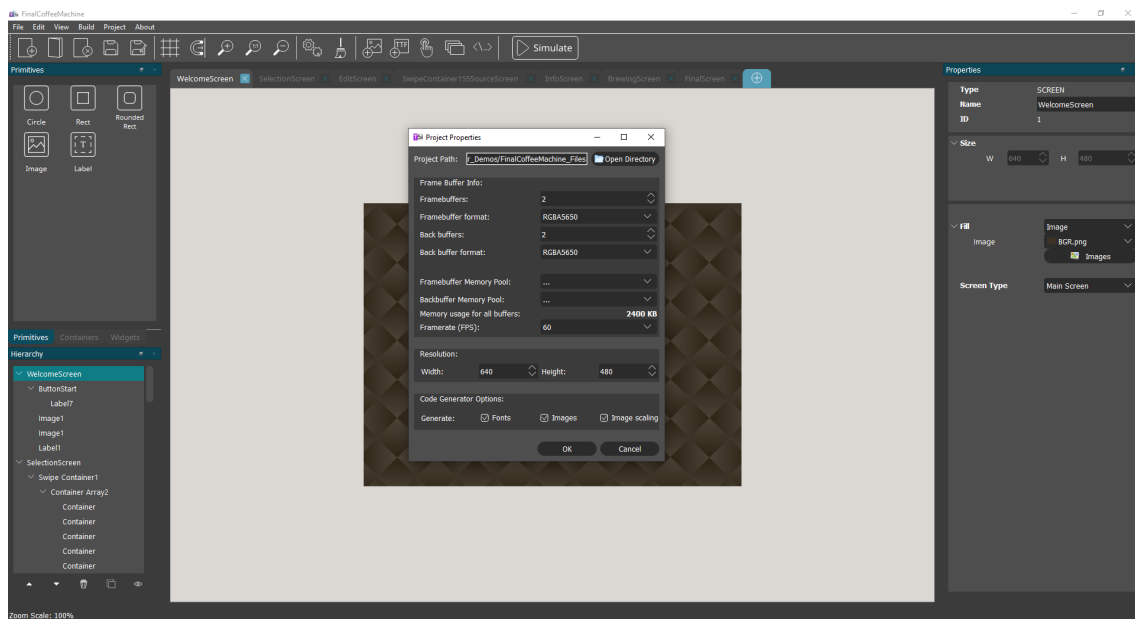 FinalCoffeeMachine
File Edit View Build Project About
TTF
Simulate
Primitives
Circle Rect Rounded Rect
Image Label
Primitives Containers Widgets
Hierarchy
WelcomeScreen
ButtonStart
Label7
Image1
Image1
Label1
SelectionScreen
Swipe Container1
Container Array2
Container
Container
Container
Container
Container
Zoom Scale: 100%
WelcomeScreen SelectionScreen EditScreen SwipeContainer155SourceScreen InfoScreen BrewingScreen FinalScreen
Project Properties
Project Path: r_Demos/FinalCoffeeMachine_Files Open Directory
Frame Buffer Info:
Framebuffers: 2
Framebuffer format: RGBA5650
Back buffers: 2
Back buffer format: RGBA5650
Framebuffer Memory Pool: ...
Backbuffer Memory Pool: ...
Memory usage for all buffers: 2400 KB
Framerate (FPS): 60
Resolution:
Width: 640 Height: 480
Code Generator Options:
Generate: Fonts Images Image scaling
OK Cancel
Properties
Type SCREEN
Name WelcomeScreen
ID 1
Size
W 640 H 480
Fill Image
Image BGR.png
Images
Screen Type Main Screen